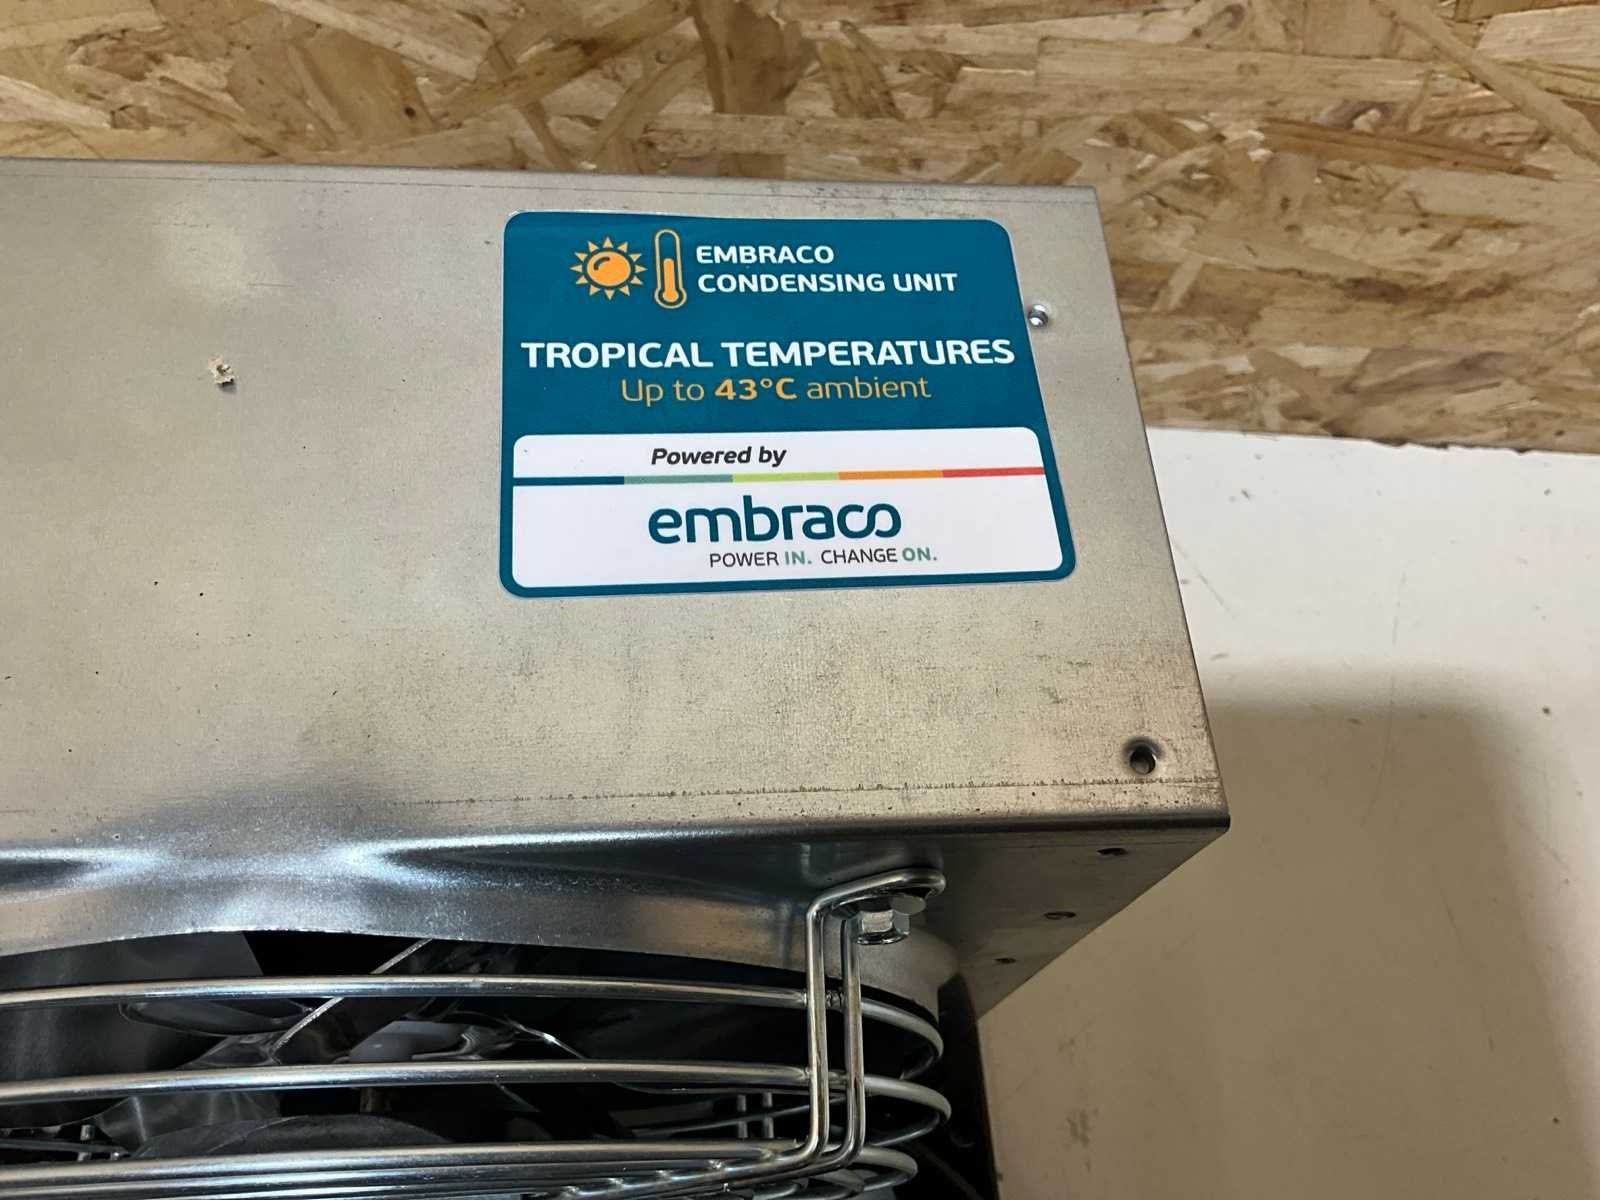 EMBRACO
CONDENSING UNIT
TROPICAL TEMPERATURES
Up to 43°C ambient
Powered by
embraco
POWER IN. CHANGE ON.